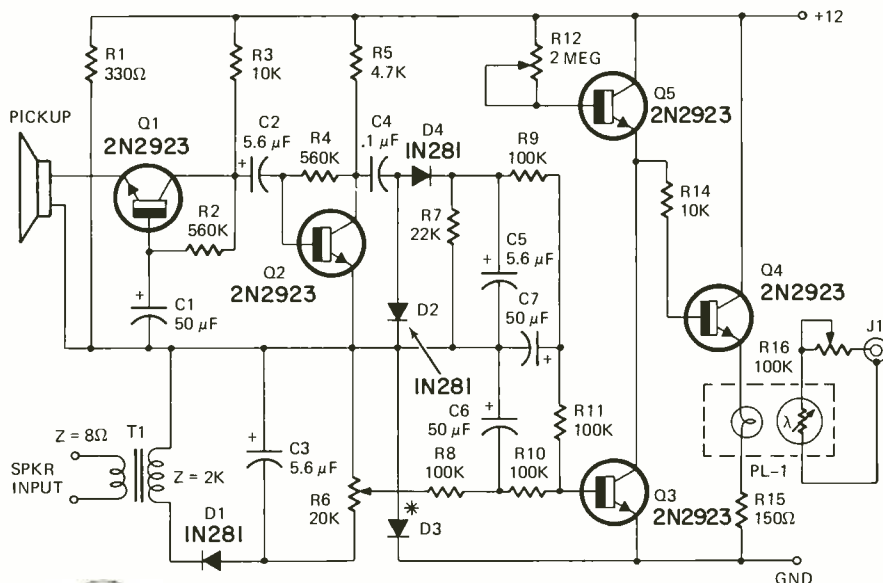 +12
R1
330Ω
R3
10K
R5
4.7K
R12
2 MEG
Q5
2N2923
PICKUP
Q1
2N2923
C2
5.6 µF
+
R4
560K
C4
.1 µF
D4
1N281
R9
100K
R2
560K
R7
22K
C5
5.6 µF
+
R14
10K
Q2
2N2923
Q4
2N2923
+
C1
50 µF
D2
1N281
C7
50 µF
+
R16
100K
J1
λ
PL-1
Z = 8Ω
T1
SPKR
INPUT
Z = 2K
+
C3
5.6 µF
C6
50 µF
+
R11
100K
R8
100K
R10
100K
R6
20K
D1
1N281
*
D3
Q3
2N2923
R15
150Ω
GND